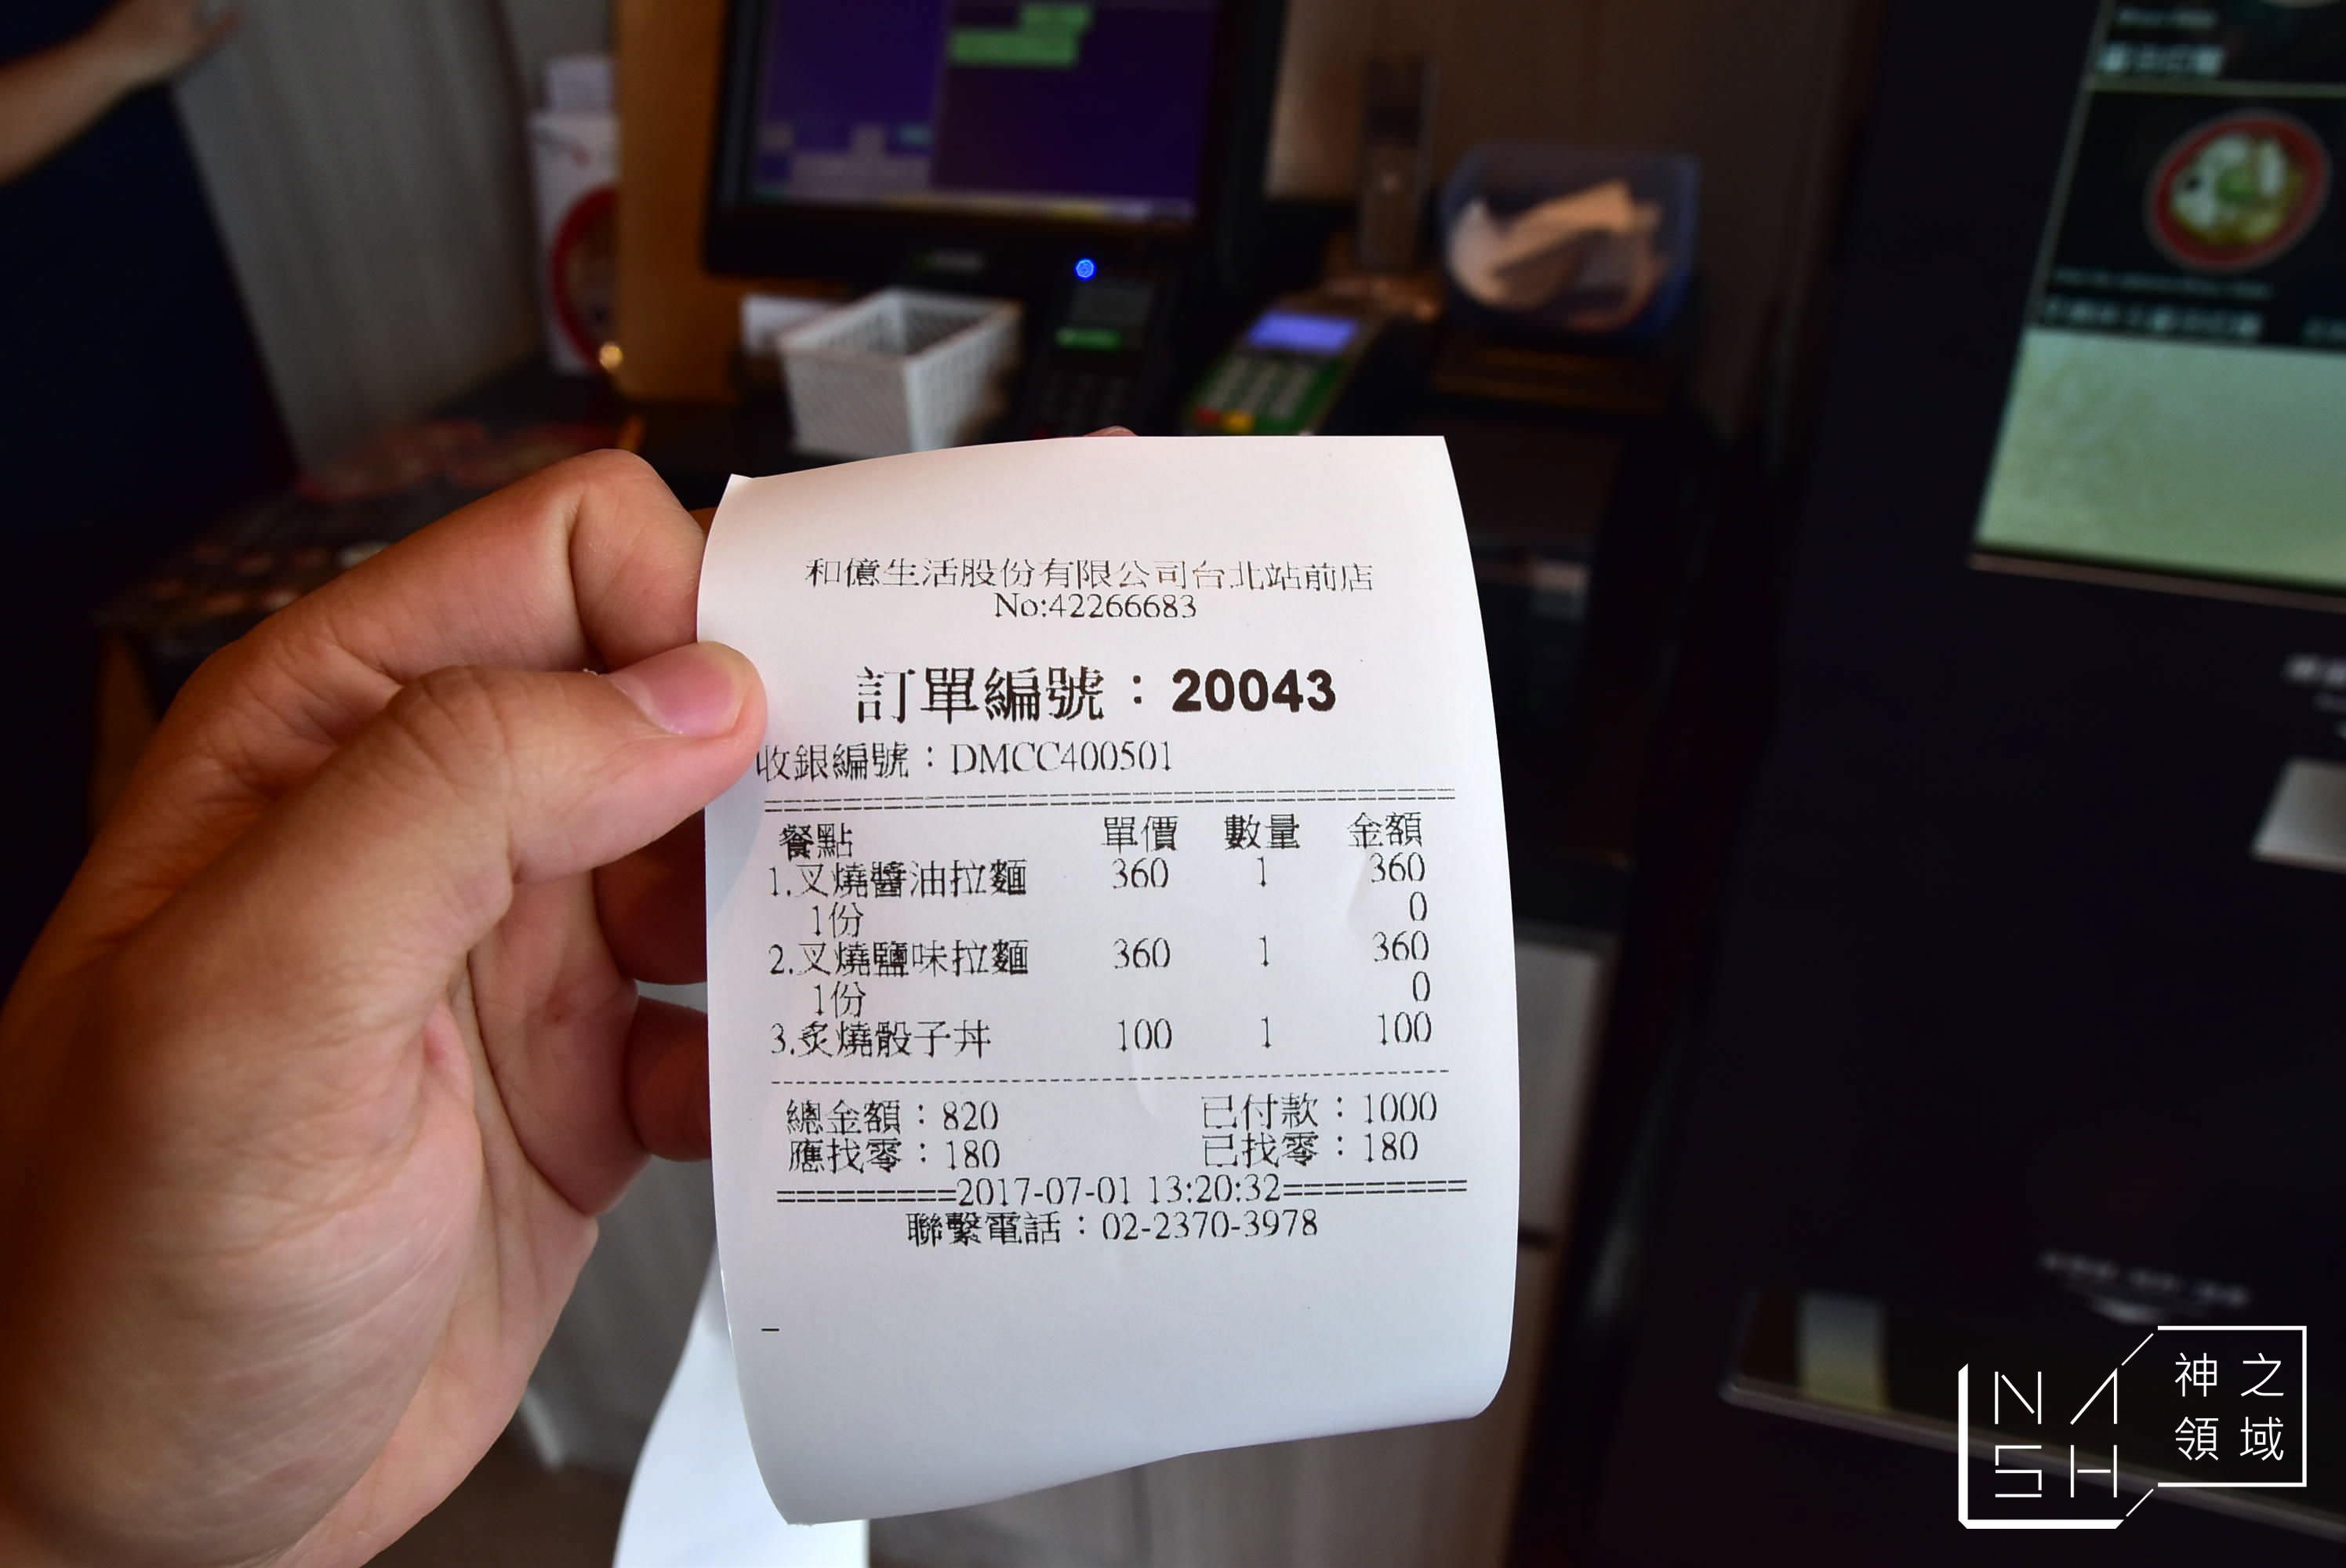 和億生活股份有限公司台北站前店
No:42266683
訂單編號：20043
收銀編號：DMCC400501
==============================
餐點 單價 數量 金額
1.叉燒醬油拉麵 360 1 360
1份 0
2.叉燒鹽味拉麵 360 1 360
1份 0
3.炙燒骰子丼 100 1 100
------------------------------
總金額：820 已付款：1000
應找零：180 已找零：180
=========2017-07-01 13:20:32=========
聯繫電話：02-2370-3978
NASH
神之領域